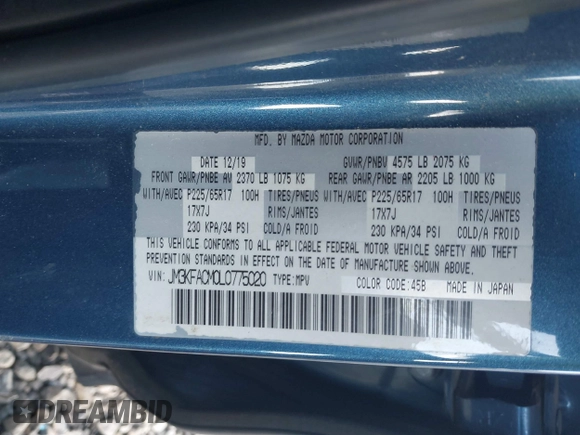 MFD. BY MAZDA MOTOR CORPORATION
DATE 12/19 GVWR/PNBV 4575 LB 2075 KG
FRONT GAWR/PNBE AV 2370 LB 1075 KG REAR GAWR/PNBE AR 2205 LB 1000 KG
WITH/AVEC P225/65R17 100H TIRES/PNEUS WITH/AVEC P225/65R17 100H TIRES/PNEUS
17X7J RIMS/JANTES 17X7J RIMS/JANTES
230 KPA/34 PSI COLD/A FROID 230 KPA/34 PSI COLD/A FROID
THIS VEHICLE CONFORMS TO ALL APPLICABLE FEDERAL MOTOR VEHICLE SAFETY AND THEFT
PREVENTION STANDARDS IN EFFECT ON THE DATE OF MANUFACTURE SHOWN ABOVE.
VIN: JM3KFACM0L0775020 TYPE:MPV COLOR CODE:45B MADE IN JAPAN
DREAMBID